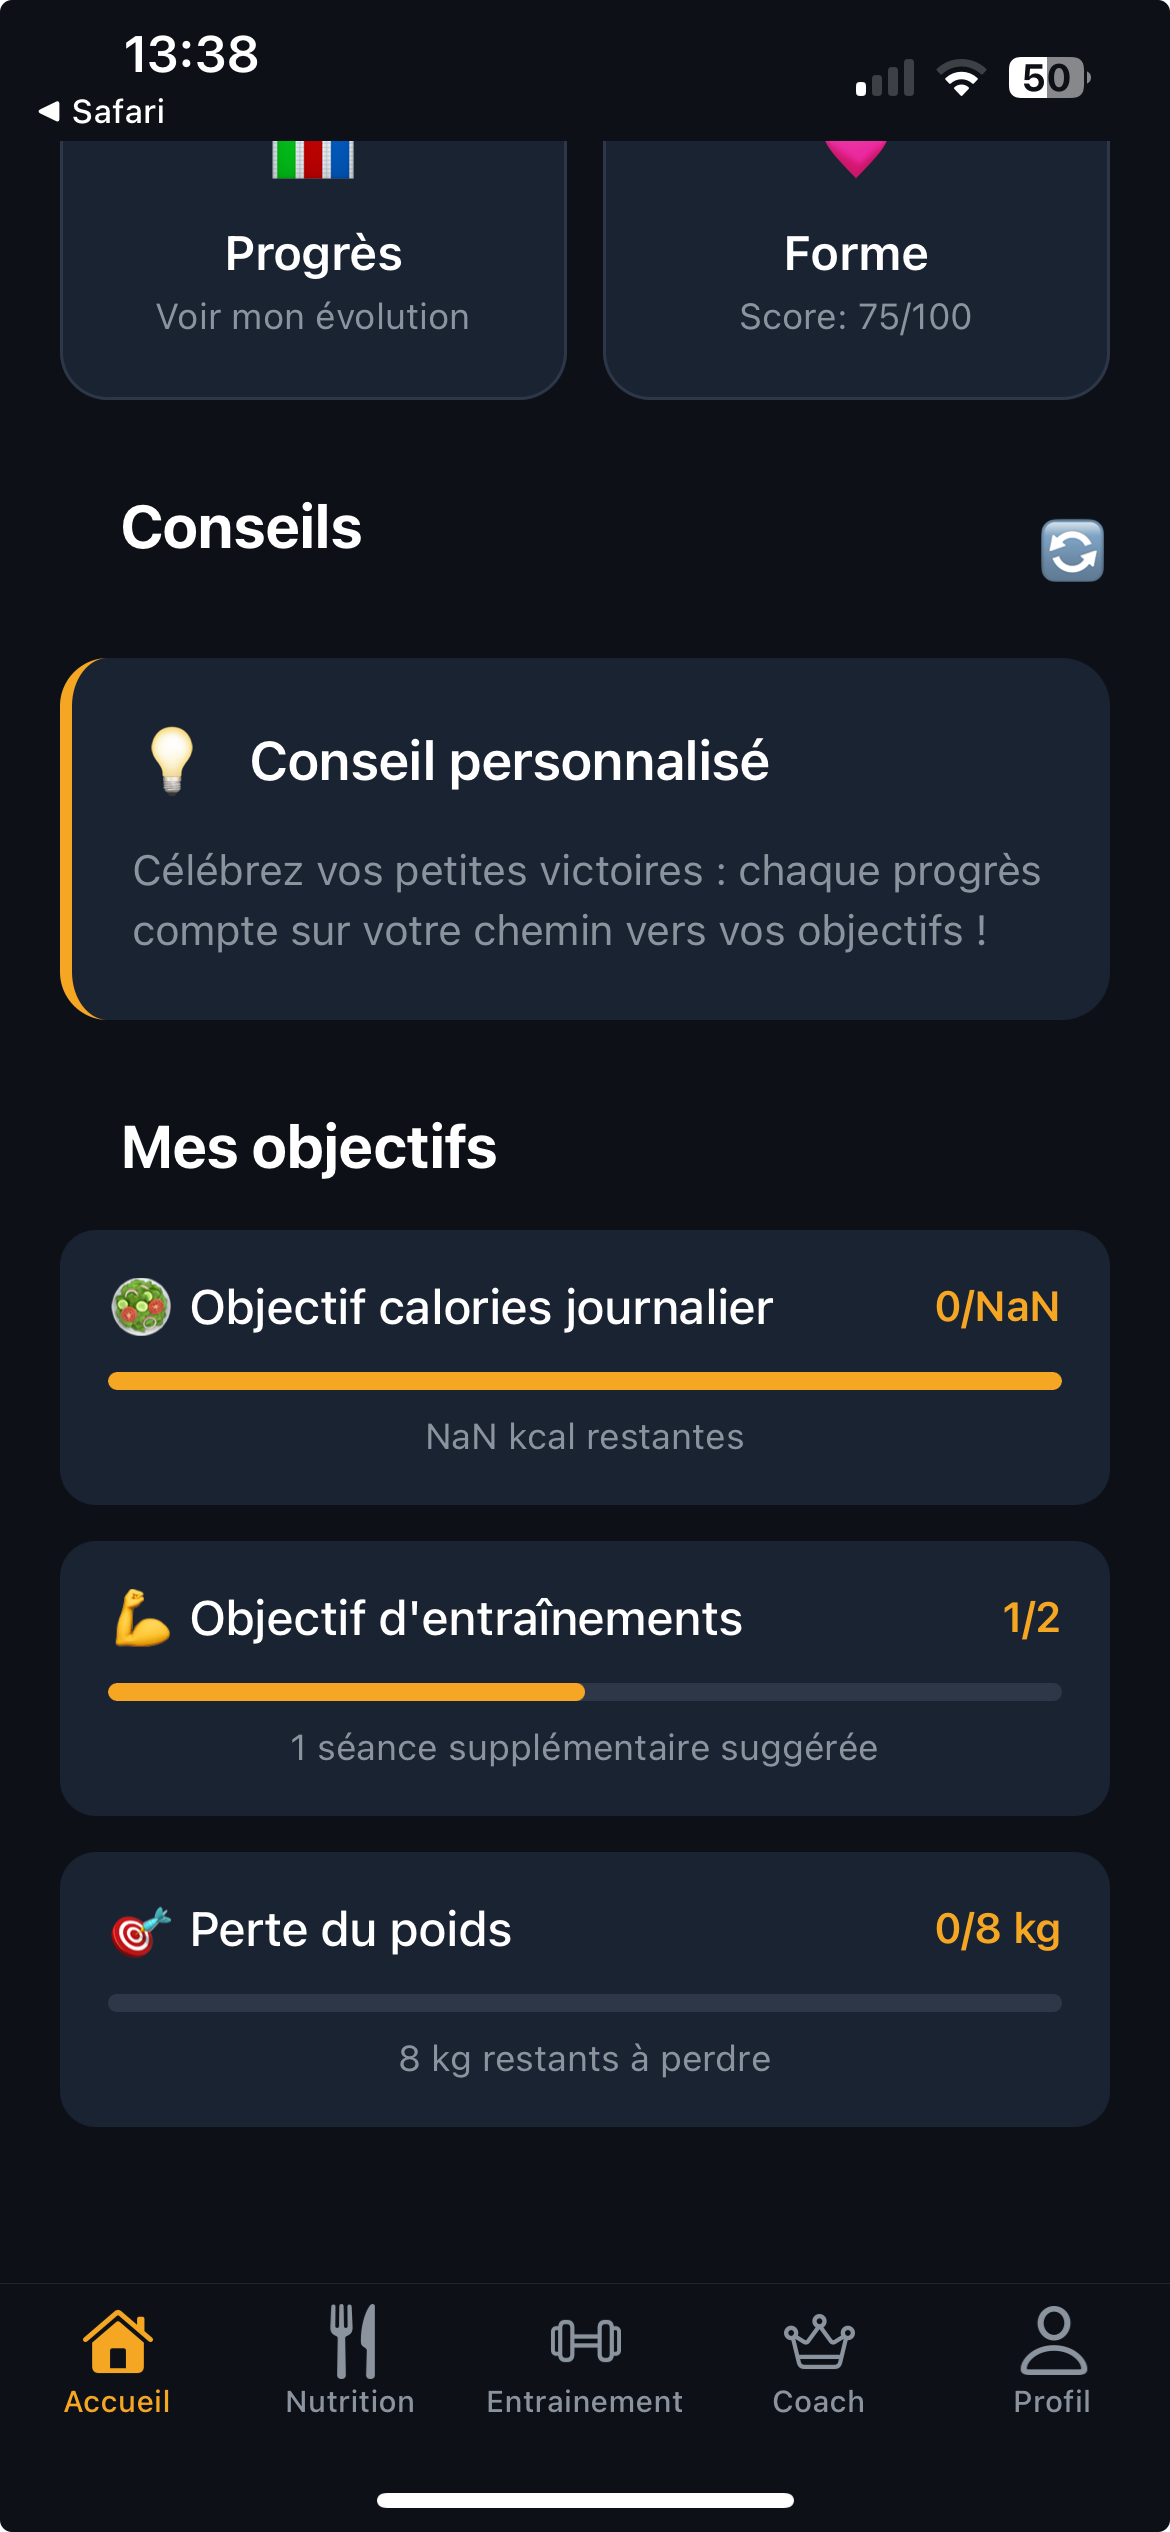 13:38
50
◀ Safari
Progrès
Voir mon évolution
Forme
Score: 75/100
Conseils
Conseil personnalisé
Célébrez vos petites victoires : chaque progrès
compte sur votre chemin vers vos objectifs !
Mes objectifs
Objectif calories journalier
0/NaN
NaN kcal restantes
Objectif d'entraînements
1/2
1 séance supplémentaire suggérée
Perte du poids
0/8 kg
8 kg restants à perdre
Accueil
Nutrition
Entrainement
Coach
Profil